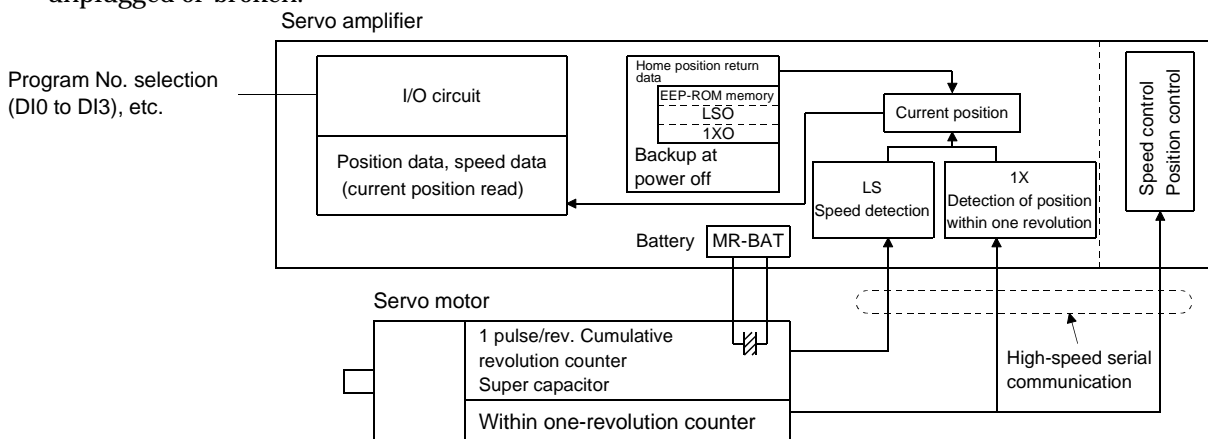 unplugged or broken.
Servo amplifier
Program No. selection
(DI0 to DI3), etc.
I/O circuit
Position data, speed data
(current position read)
Home position return
data
EEP-ROM memory
LSO
1XO
Backup at
power off
Current position
LS
Speed detection
1X
Detection of position
within one revolution
Speed control
Position control
Battery
MR-BAT
Servo motor
1 pulse/rev. Cumulative
revolution counter
Super capacitor
Within one-revolution counter
High-speed serial
communication